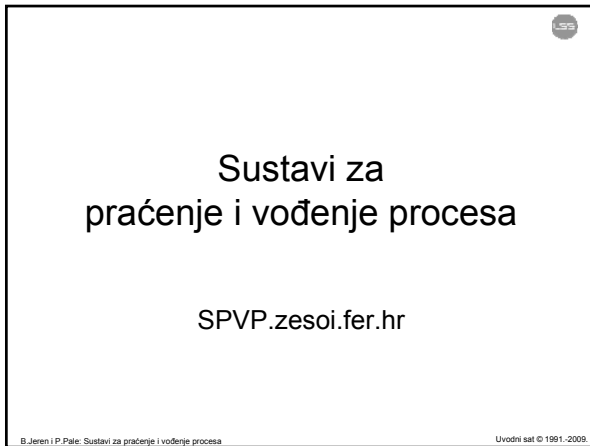 LSS
Sustavi za
praćenje i vođenje procesa
SPVP.zesoi.fer.hr
B.Jeren i P.Pale: Sustavi za praćenje i vođenje procesa
Uvodni sat © 1991.-2009.